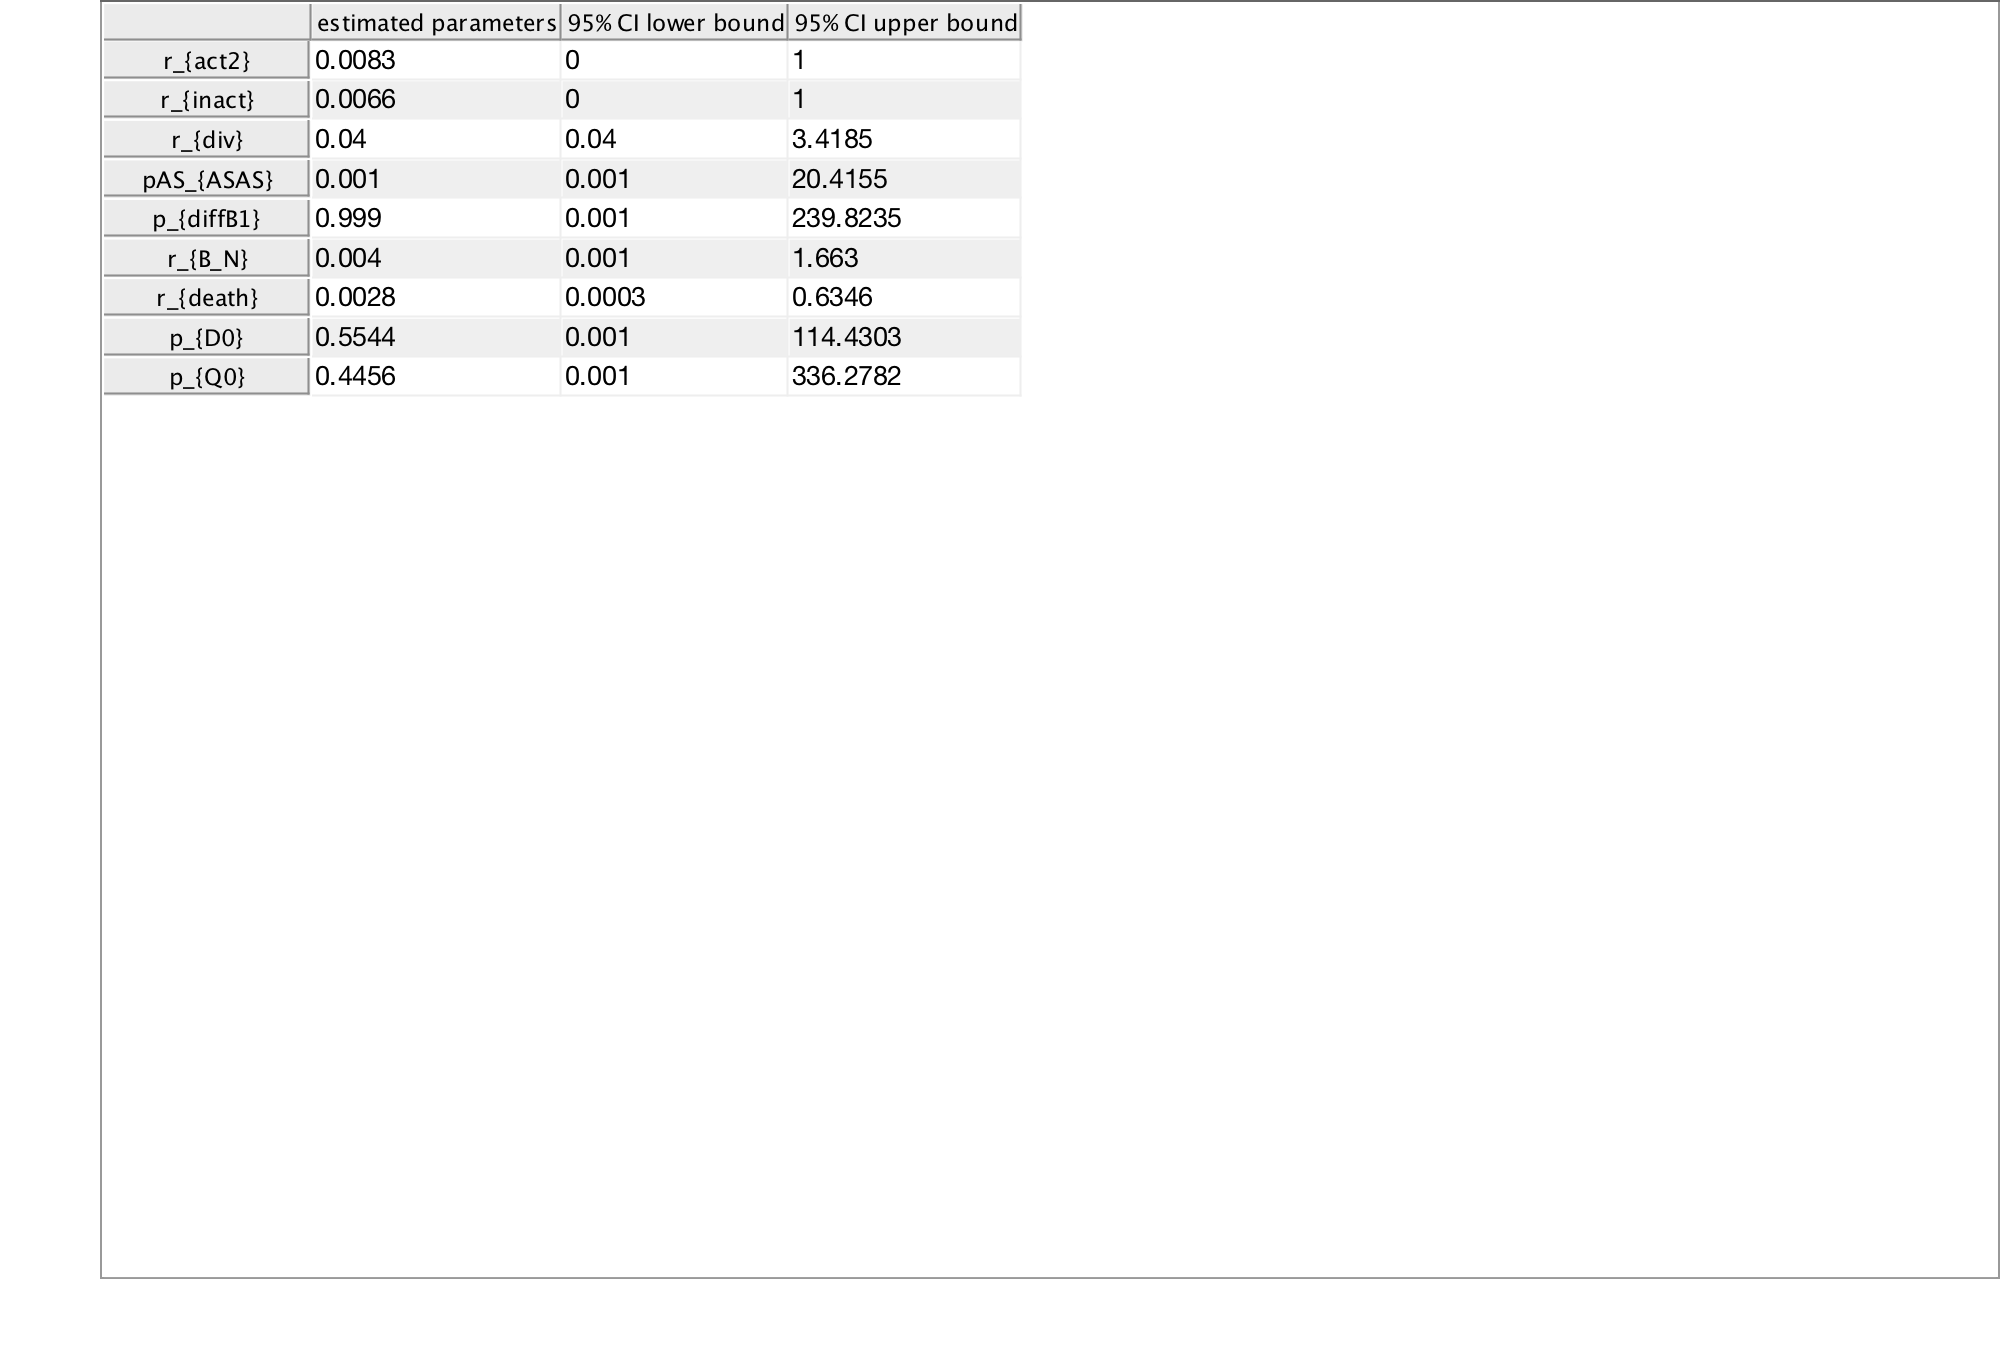 estimated parameters 95% CI lower bound 95% CI upper bound
r_{act2} 0.0083 0 1
r_{inact} 0.0066 0 1
r_{div} 0.04 0.04 3.4185
pAS_{ASAS} 0.001 0.001 20.4155
p_{diffB1} 0.999 0.001 239.8235
r_{B_N} 0.004 0.001 1.663
r_{death} 0.0028 0.0003 0.6346
p_{D0} 0.5544 0.001 114.4303
p_{Q0} 0.4456 0.001 336.2782